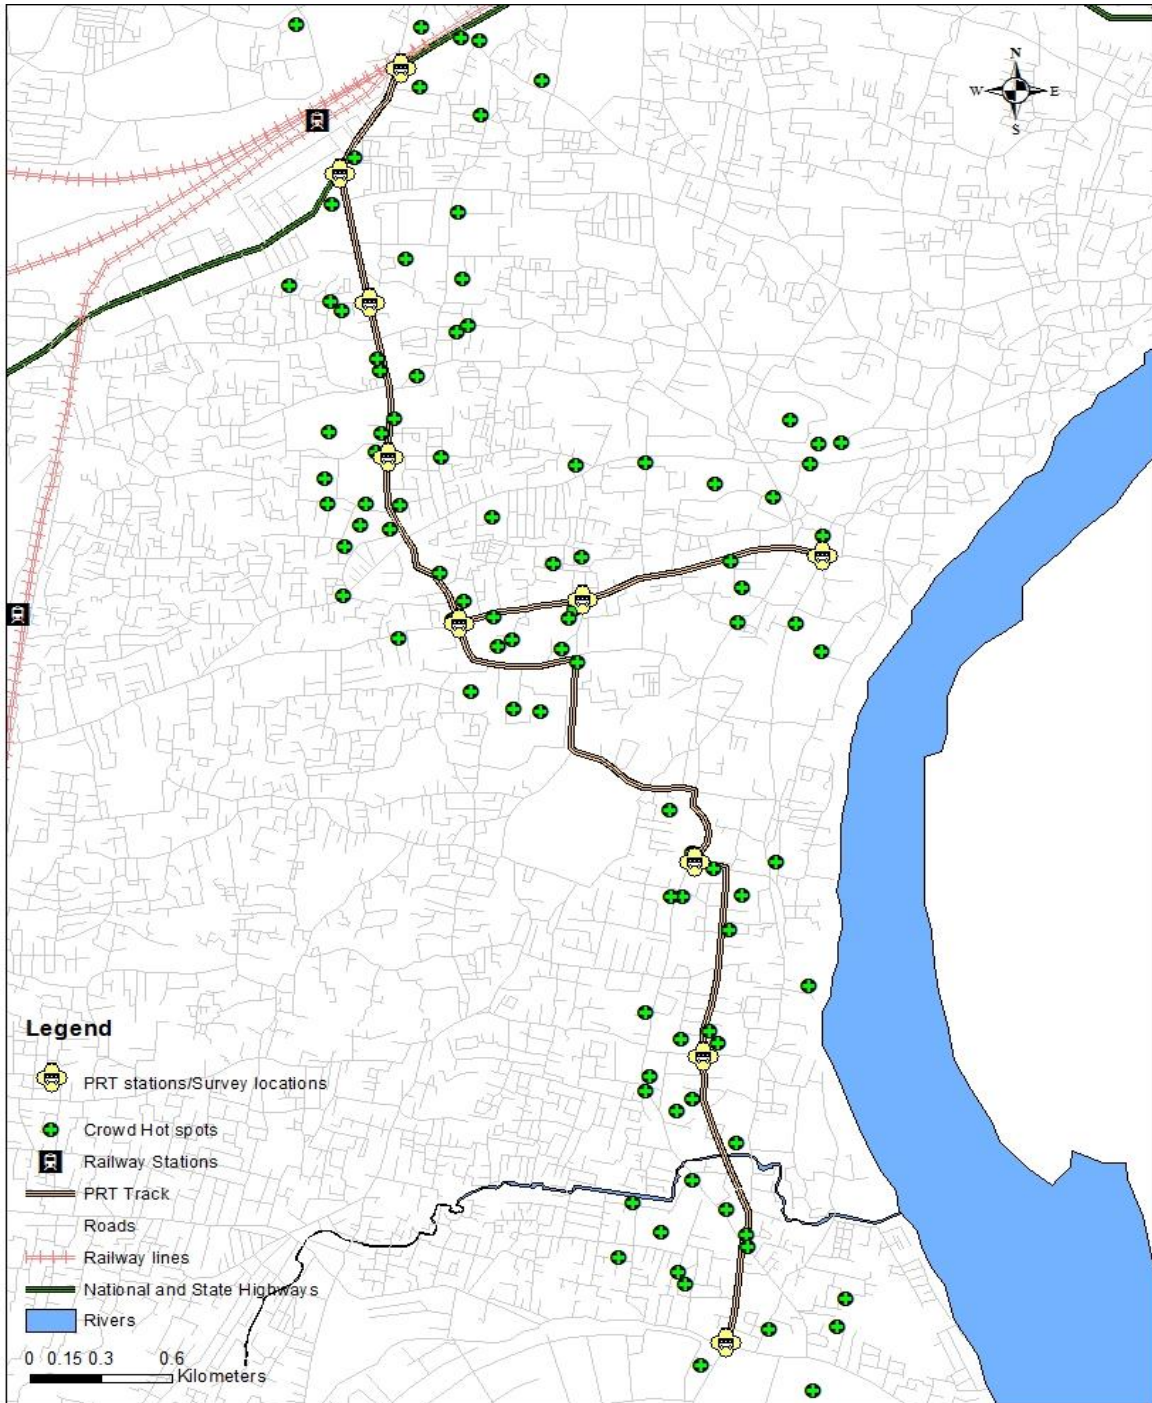 N
W E
S
Legend
PRT stations/Survey locations
Crowd Hot spots
Railway Stations
PRT Track
Roads
Railway lines
National and State Highways
Rivers
0 0.15 0.3 0.6
Kilometers